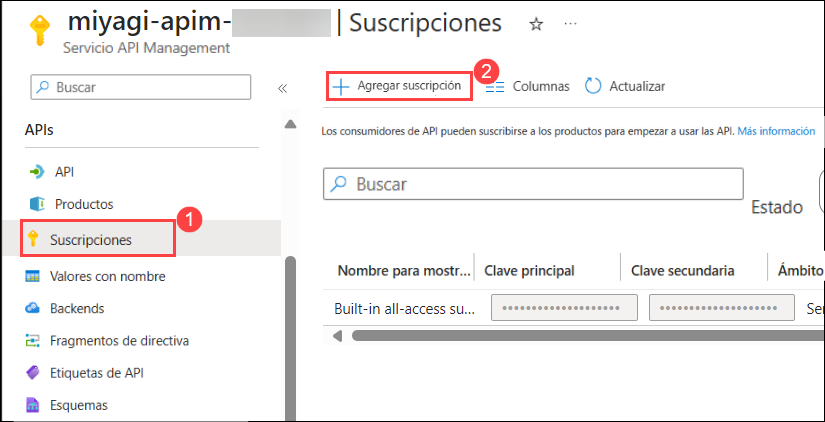 miyagi-apim- | Suscripciones
Servicio API Management
Buscar
«
2
Agregar suscripción
Columnas
Actualizar
APIs
Los consumidores de API pueden suscribirse a los productos para empezar a usar las API. Más información
API
Productos
1
Suscripciones
Buscar
Estado
Valores con nombre
Backends
Fragmentos de directiva
Etiquetas de API
Esquemas
Nombre para mostr... Clave principal Clave secundaria Ámbito
Built-in all-access su... Ser